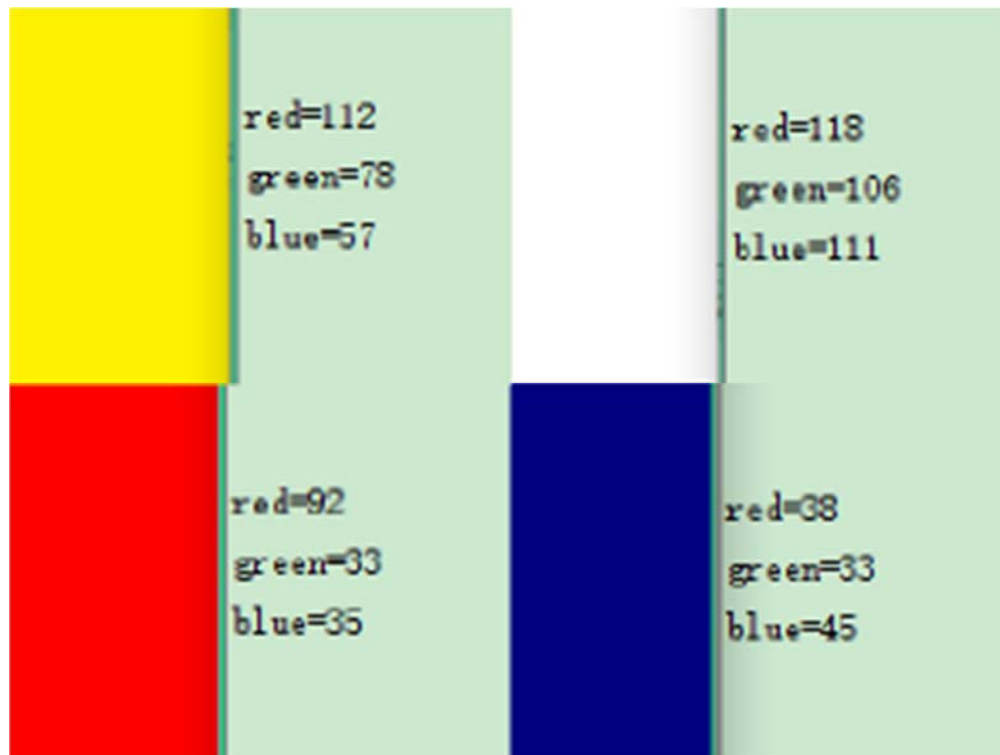 red=112
green=78
blue=57
red=118
green=106
blue=111
red=92
green=33
blue=35
red=38
green=33
blue=45